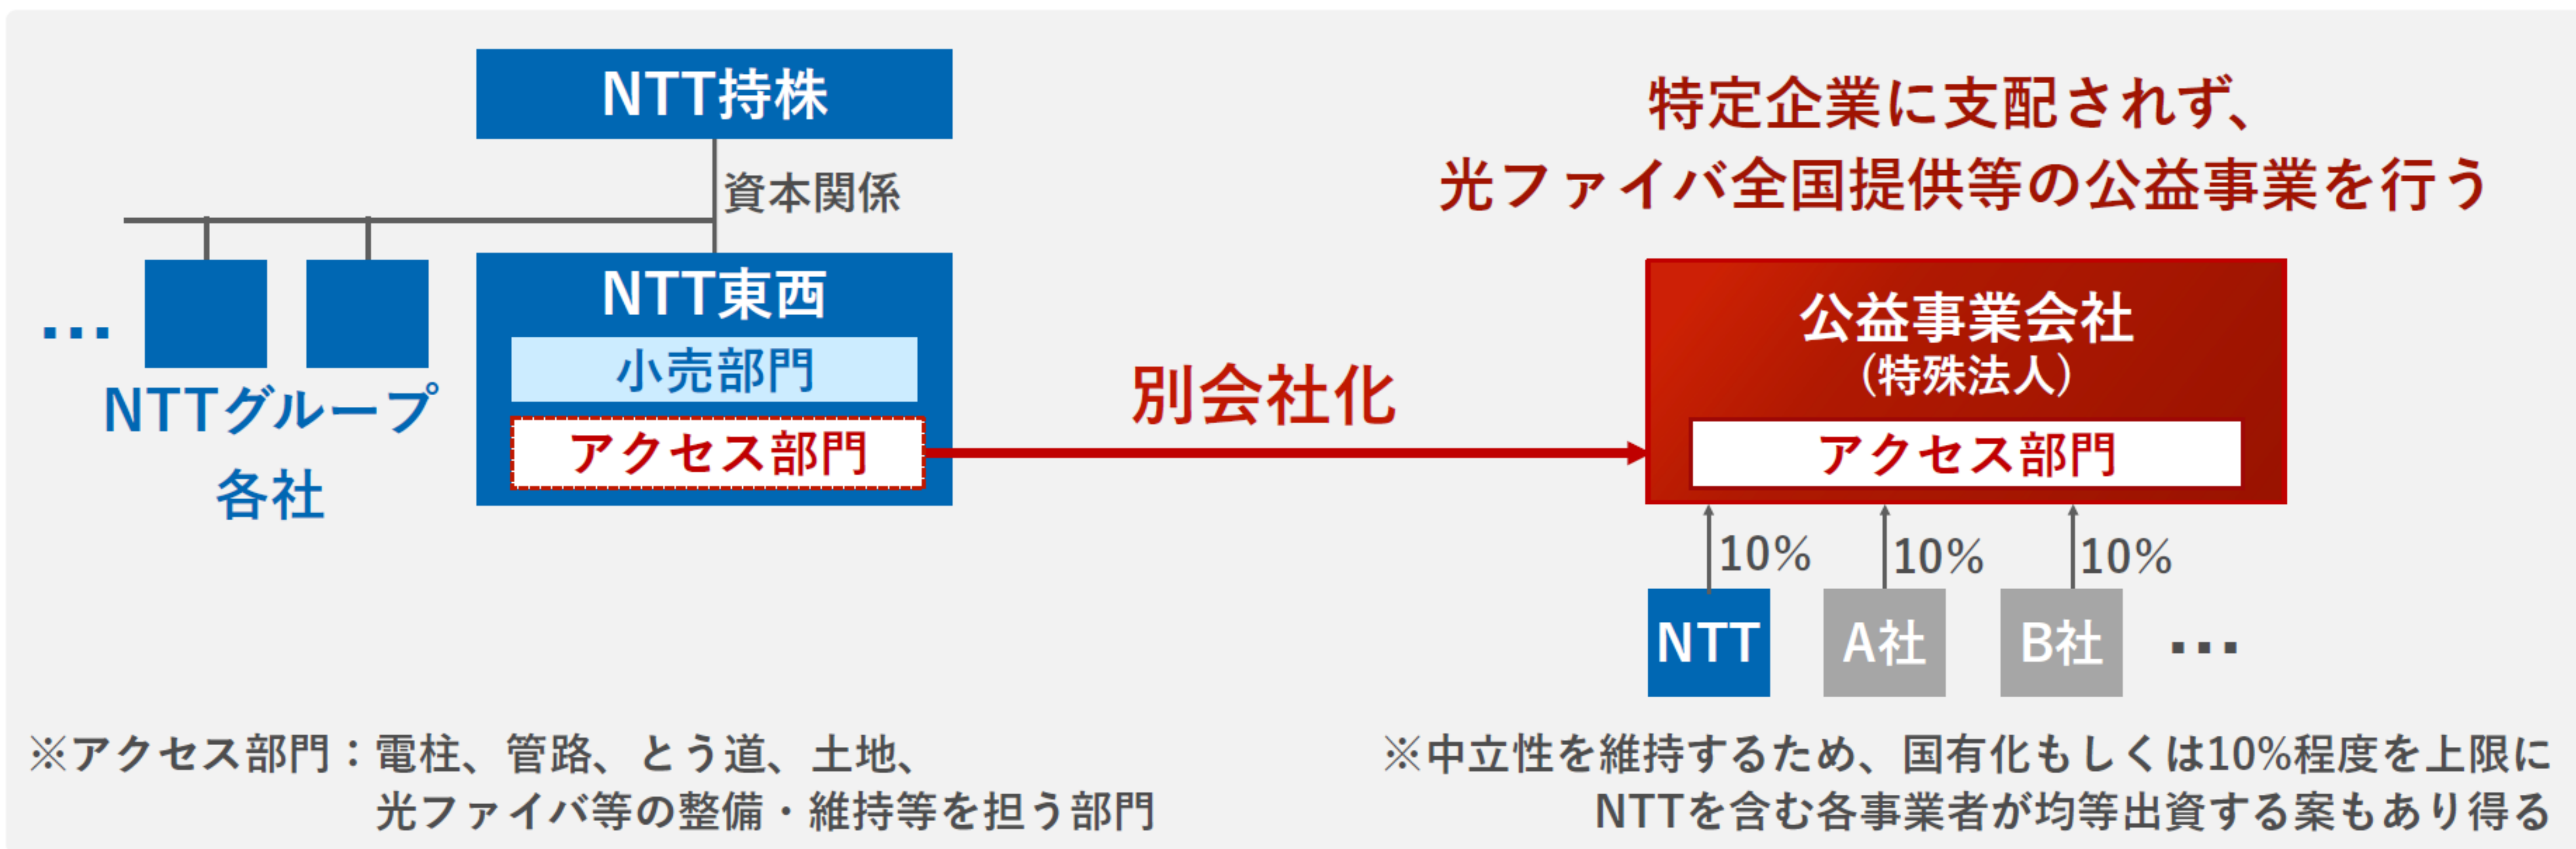 NTT持株
資本関係
NTT東西
小売部門
アクセス部門
…
NTTグループ
各社
別会社化
特定企業に支配されず、
光ファイバ全国提供等の公益事業を行う
公益事業会社
（特殊法人）
アクセス部門
10%
10%
10%
NTT
A社
B社
…
※アクセス部門：電柱、管路、とう道、土地、
光ファイバ等の整備・維持等を担う部門
※中立性を維持するため、国有化もしくは10%程度を上限に
NTTを含む各事業者が均等出資する案もあり得る